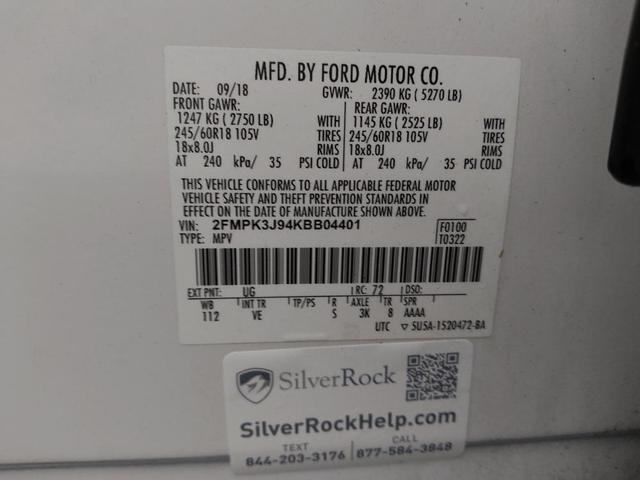 MFD. BY FORD MOTOR CO.
DATE: 09/18 GVWR: 2390 KG ( 5270 LB)
FRONT GAWR: REAR GAWR:
1247 KG ( 2750 LB) WITH 1145 KG ( 2525 LB) WITH
245/60R18 105V TIRES 245/60R18 105V TIRES
18x8.0J RIMS 18x8.0J RIMS
AT 240 kPa/ 35 PSI COLD AT 240 kPa/ 35 PSI COLD
THIS VEHICLE CONFORMS TO ALL APPLICABLE FEDERAL MOTOR
VEHICLE SAFETY AND THEFT PREVENTION STANDARDS IN
EFFECT ON THE DATE OF MANUFACTURE SHOWN ABOVE.
VIN: 2FMPK3J94KBB04401 F0100
TYPE: MPV T0322
EXT PNT: UG RC: 72 DSO:
WB INT TR TP/PS R AXLE TR SPR
112 VE S 3K 8 AAAA
UTC ▽ 5U5A-1520472-BA
SilverRock
SilverRockHelp.com
TEXT CALL
844-203-3176 877-584-3848